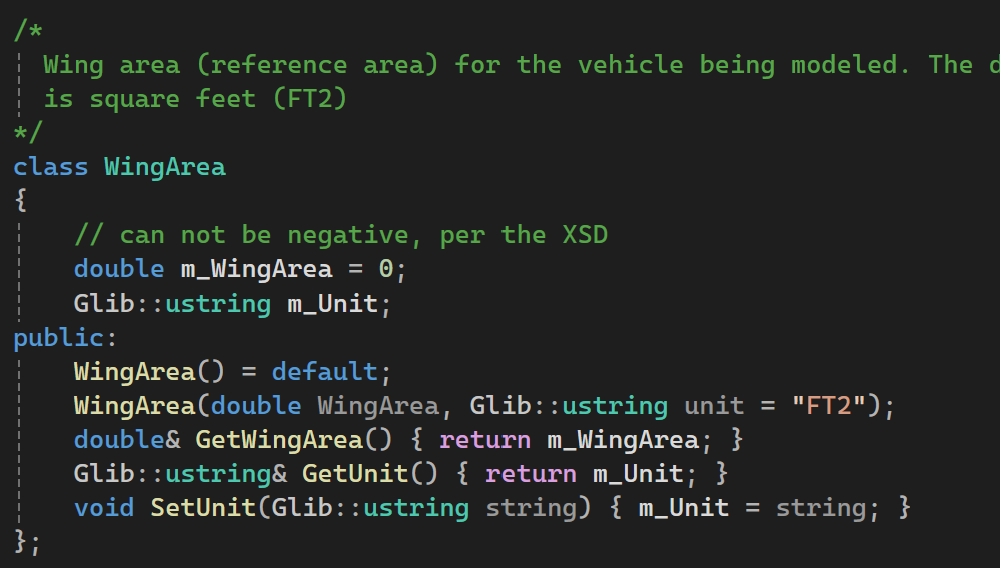 /*
Wing area (reference area) for the vehicle being modeled. The
is square feet (FT2)
*/
class WingArea
{
// can not be negative, per the XSD
double m_WingArea = 0;
Glib::ustring m_Unit;
public:
WingArea() = default;
WingArea(double WingArea, Glib::ustring unit = "FT2");
double& GetWingArea() { return m_WingArea; }
Glib::ustring& GetUnit() { return m_Unit; }
void SetUnit(Glib::ustring string) { m_Unit = string; }
};